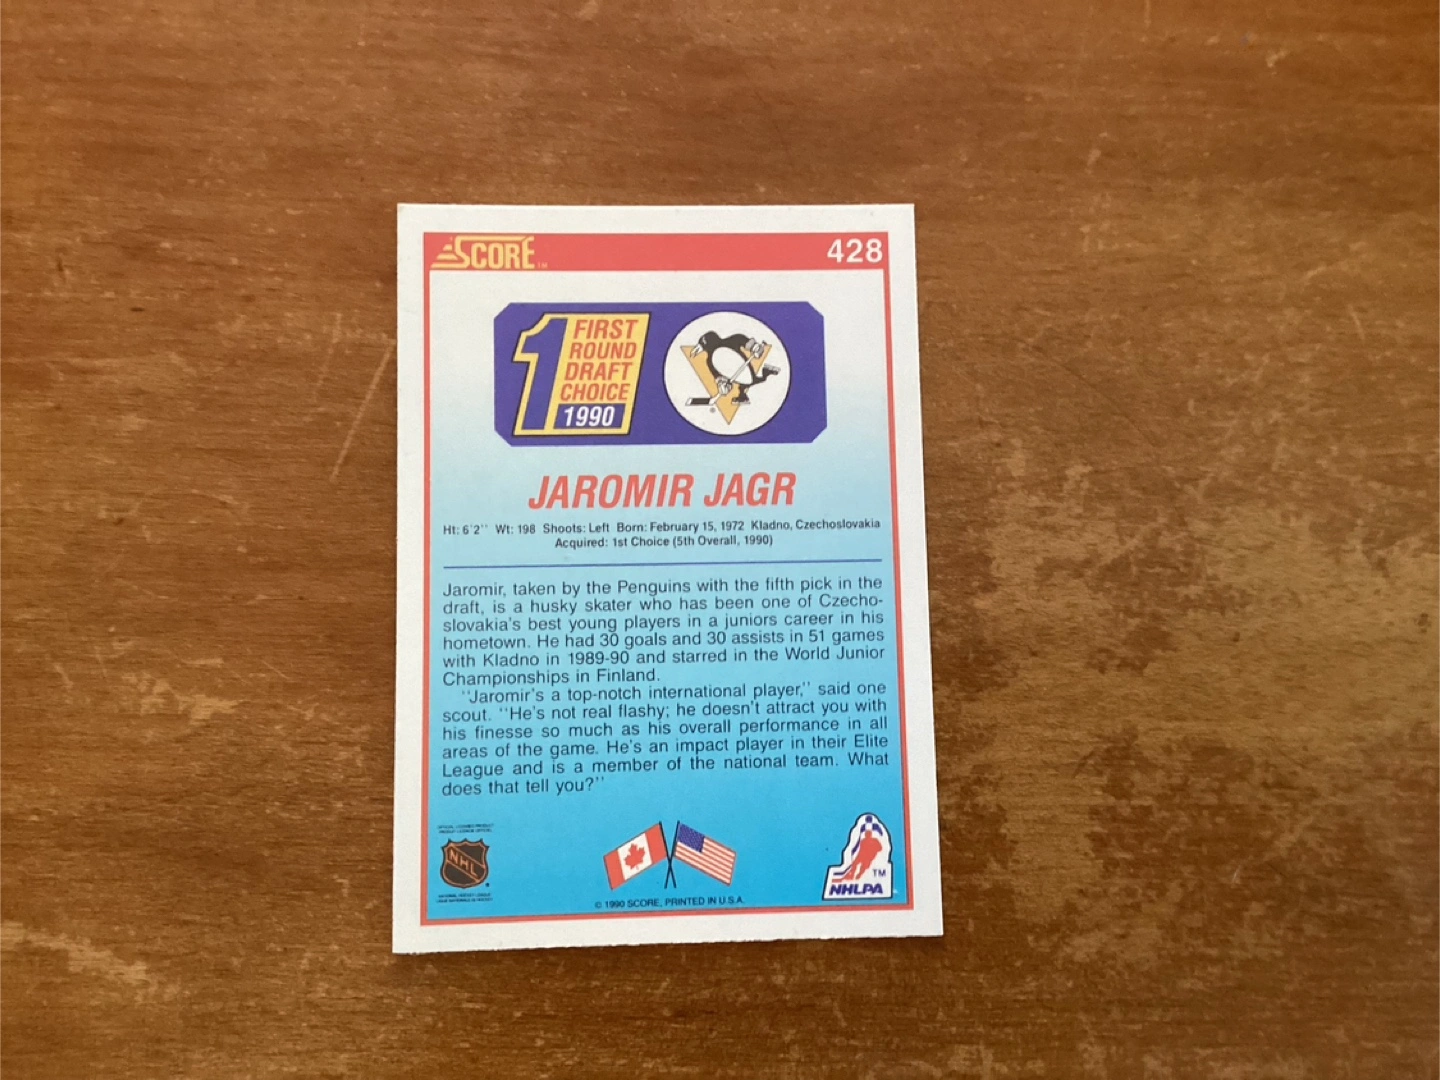 SCORE™
428
1 FIRST
ROUND
DRAFT
CHOICE
1990
JAROMIR JAGR
Ht: 6'2'' Wt: 198 Shoots: Left Born: February 15, 1972 Kladno, Czechoslovakia
Acquired: 1st Choice (5th Overall, 1990)
Jaromir, taken by the Penguins with the fifth pick in the
draft, is a husky skater who has been one of Czecho-
slovakia's best young players in a juniors career in his
hometown. He had 30 goals and 30 assists in 51 games
with Kladno in 1989-90 and starred in the World Junior
Championships in Finland.
''Jaromir's a top-notch international player,'' said one
scout. ''He's not real flashy; he doesn't attract you with
his finesse so much as his overall performance in all
areas of the game. He's an impact player in their Elite
League and is a member of the national team. What
does that tell you?''
NHL
© 1990 SCORE, PRINTED IN U.S.A.
TM
NHLPA